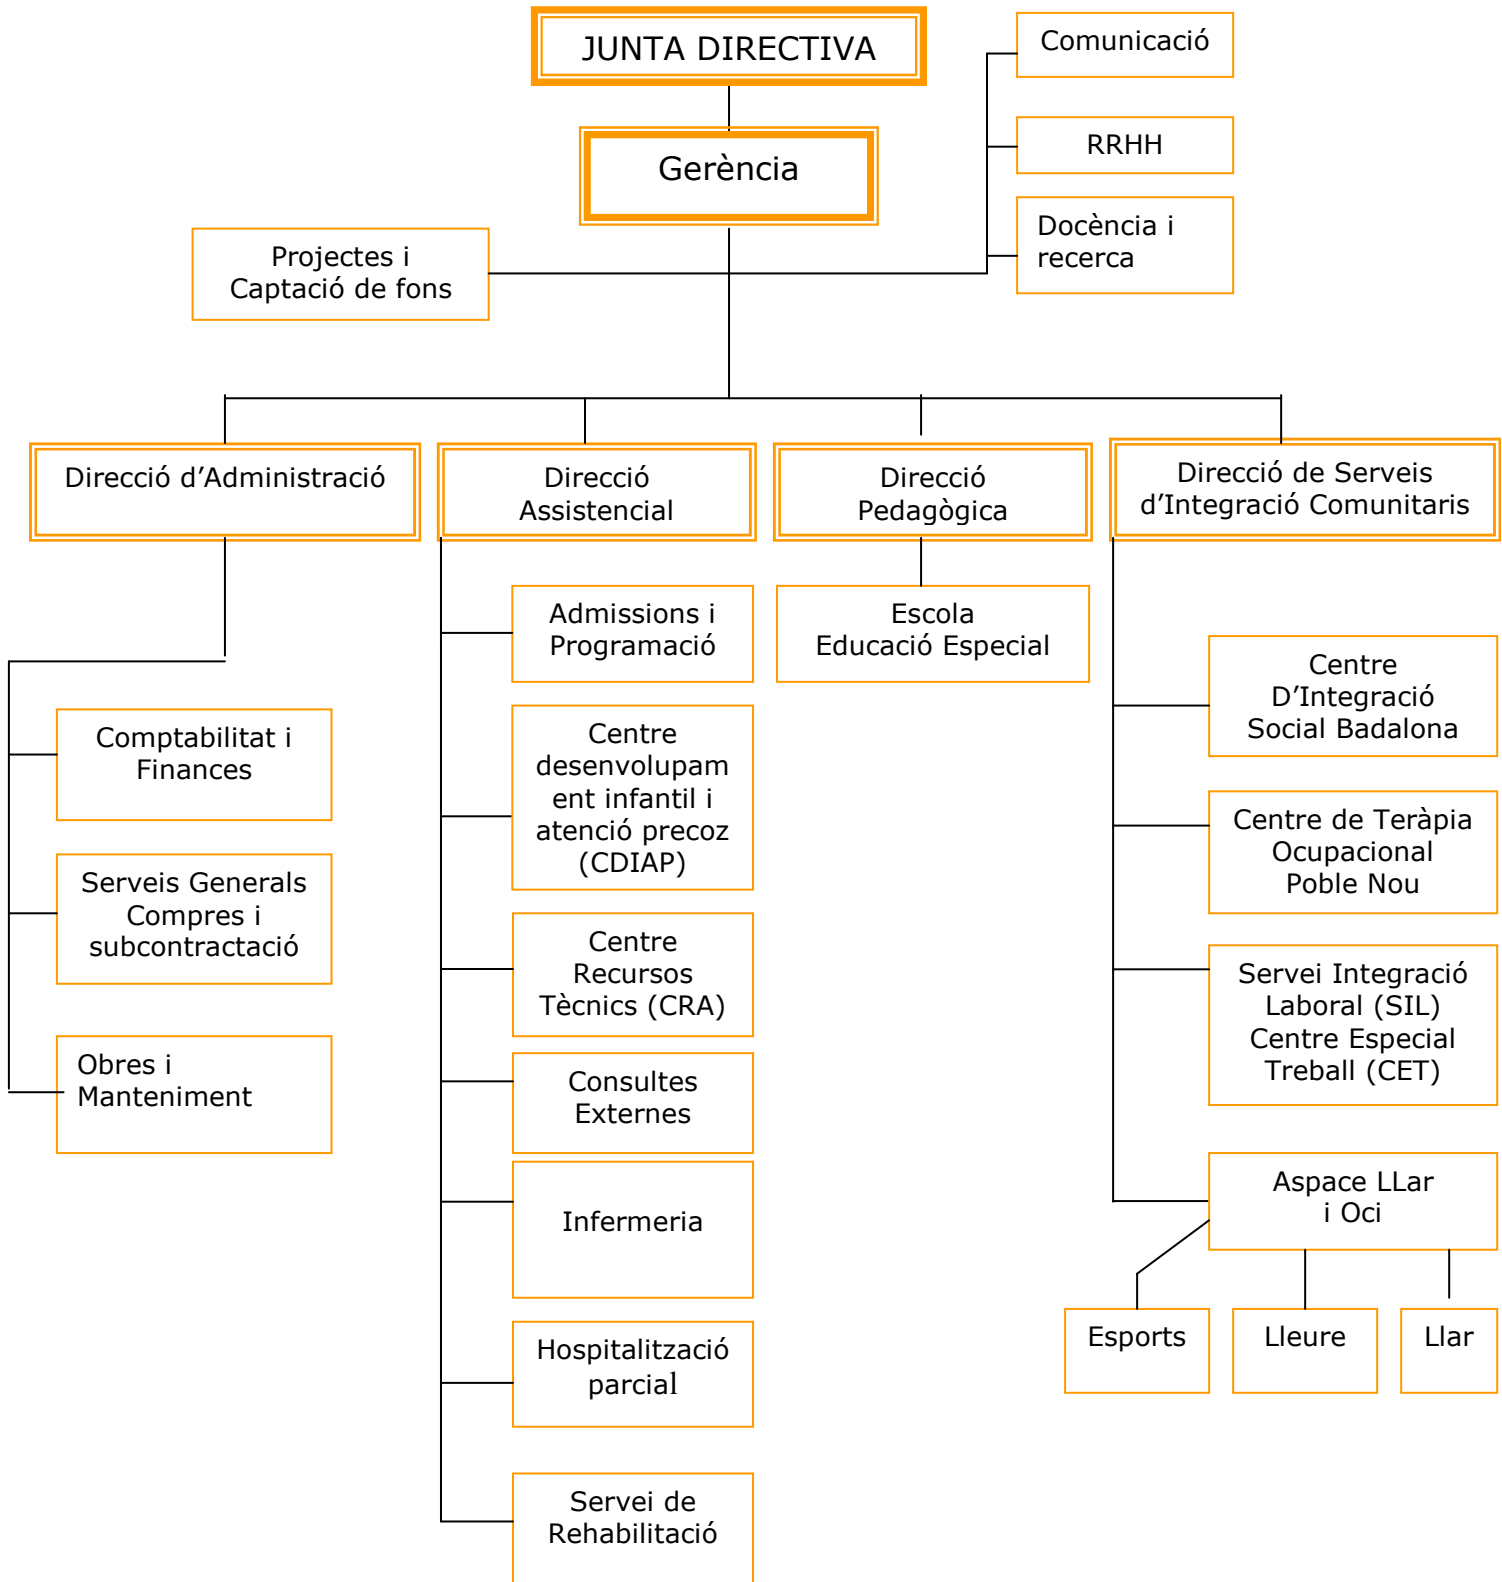 JUNTA DIRECTIVA
Comunicació
RRHH
Gerència
Docència i
recerca
Projectes i
Captació de fons
Direcció d’Administració
Direcció
Assistencial
Direcció
Pedagògica
Direcció de Serveis
d’Integració Comunitaris
Comptabilitat i
Finances
Serveis Generals
Compres i
subcontractació
Obres i
Manteniment
Admissions i
Programació
Centre
desenvolupam
ent infantil i
atenció precoz
(CDIAP)
Centre
Recursos
Tècnics (CRA)
Consultes
Externes
Infermeria
Hospitalització
parcial
Servei de
Rehabilitació
Escola
Educació Especial
Centre
D’Integració
Social Badalona
Centre de Teràpia
Ocupacional
Poble Nou
Servei Integració
Laboral (SIL)
Centre Especial
Treball (CET)
Aspace LLar
i Oci
Esports
Lleure
Llar